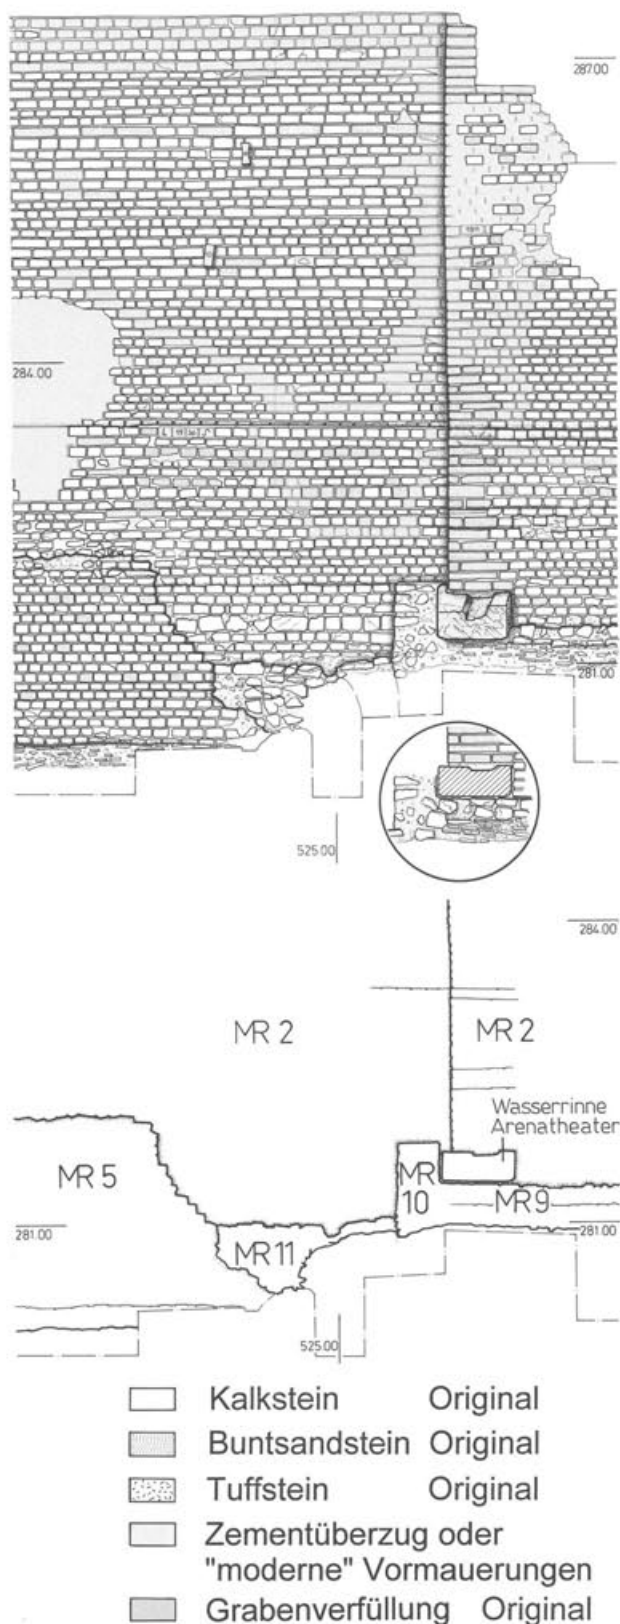 287.00
284.00
281.00
525.00
284.00
MR 2
MR 2
Wasserrinne
Arenatheater
MR 5
MR
10
MR 9
281.00
MR 11
281.00
525.00
Kalkstein Original
Buntsandstein Original
Tuffstein Original
Zementüberzug oder
"moderne" Vormauerungen
Grabenverfüllung Original